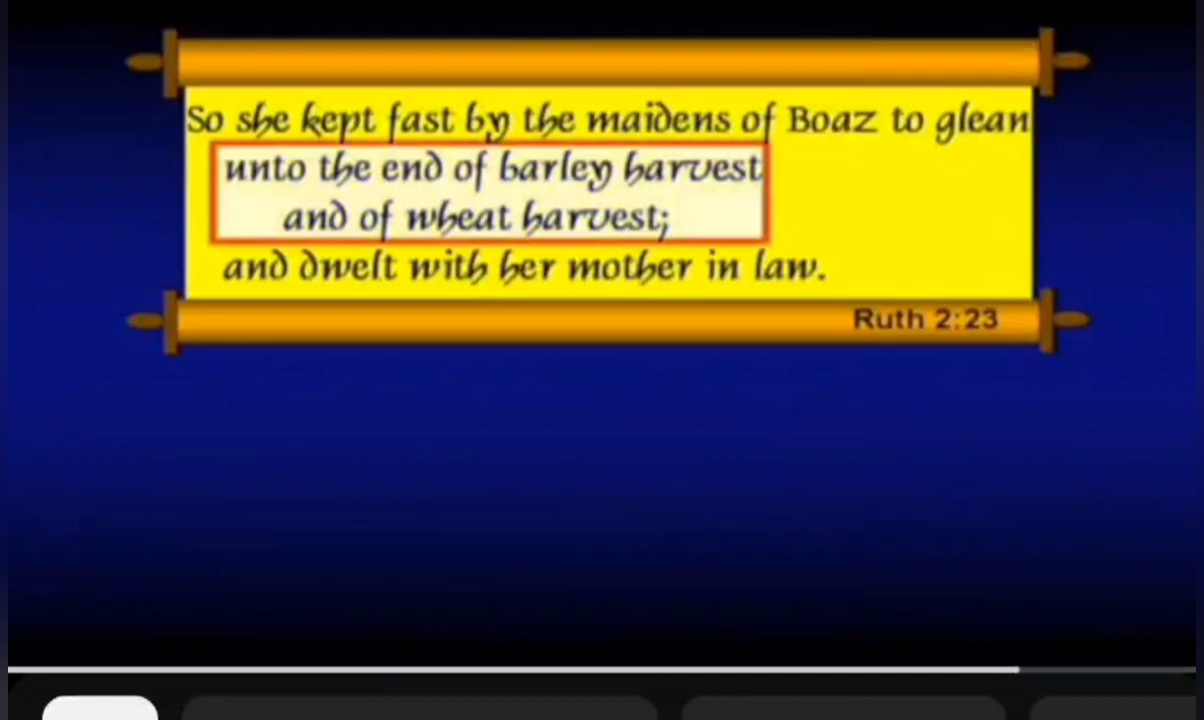 So she kept fast by the maidens of Boaz to glean
unto the end of barley harvest
and of wheat harvest;
and dwelt with her mother in law.
Ruth 2:23